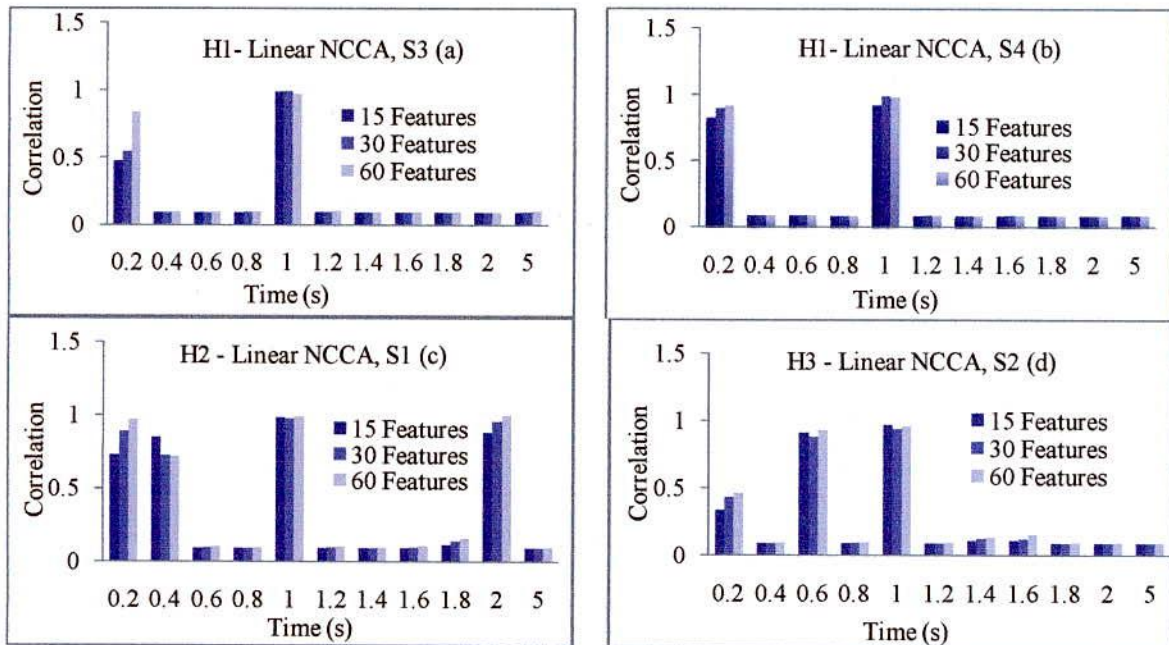 H1- Linear NCCA, S3 (a)
1.5
1
0.5
0
Correlation
15 Features
30 Features
60 Features
0.2 0.4 0.6 0.8 1 1.2 1.4 1.6 1.8 2 5
Time (s)
H1- Linear NCCA, S4 (b)
1.5
1
0.5
0
Correlation
15 Features
30 Features
60 Features
0.2 0.4 0.6 0.8 1 1.2 1.4 1.6 1.8 2 5
Time (s)
H2 - Linear NCCA, S1 (c)
1.5
1
0.5
0
Correlation
15 Features
30 Features
60 Features
0.2 0.4 0.6 0.8 1 1.2 1.4 1.6 1.8 2 5
Time (s)
H3 - Linear NCCA, S2 (d)
1.5
1
0.5
0
Correlation
15 Features
30 Features
60 Features
0.2 0.4 0.6 0.8 1 1.2 1.4 1.6 1.8 2 5
Time (s)